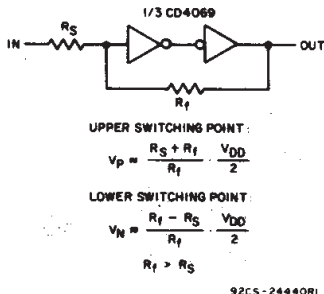 1/3 CD4069
IN
RS
OUT
Rf
UPPER SWITCHING POINT:
VP ≈ RS + Rf / Rf · VDD / 2
LOWER SWITCHING POINT:
VN ≈ Rf - RS / Rf · VDD / 2
Rf > RS
92CS-24440RI